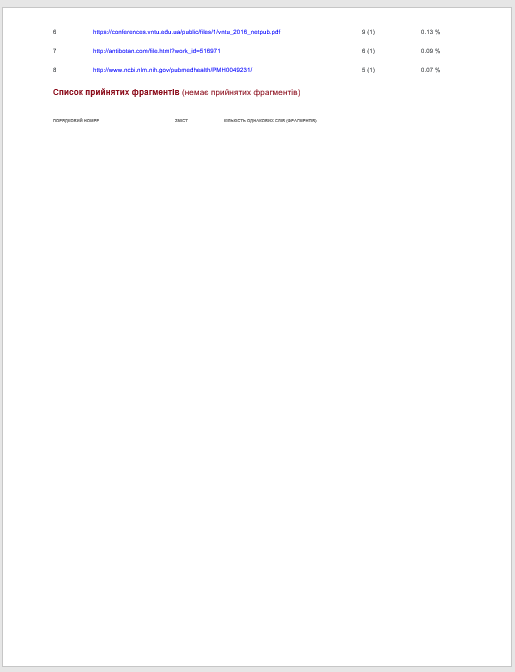 6 https://conferences.vntu.edu.ua/public/files/1/vntu_2016_netpub.pdf 9 (1) 0.13 %
7 http://antibotan.com/file.html?work_id=516971 6 (1) 0.09 %
8 http://www.ncbi.nlm.nih.gov/pubmedhealth/PMH0049231/ 5 (1) 0.07 %
Список прийнятих фрагментів (немає прийнятих фрагментів)
ПОРЯДКОВИЙ НОМЕР ЗМІСТ КІЛЬКІСТЬ ОДНАКОВИХ СЛІВ (ФРАГМЕНТІВ)